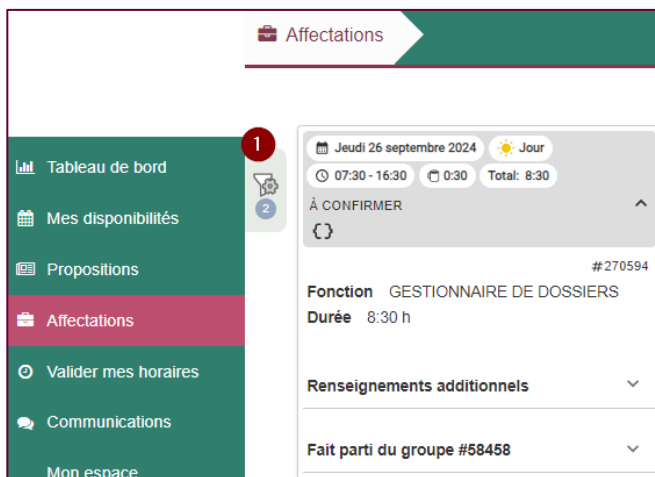 Affectations
1
2
Tableau de bord
Mes disponibilités
Propositions
Affectations
Valider mes horaires
Communications
Mon espace
Jeudi 26 septembre 2024 Jour
07:30 - 16:30 0:30 Total: 8:30
À CONFIRMER
{}
#270594
Fonction GESTIONNAIRE DE DOSSIERS
Durée 8:30 h
Renseignements additionnels
Fait parti du groupe #58458